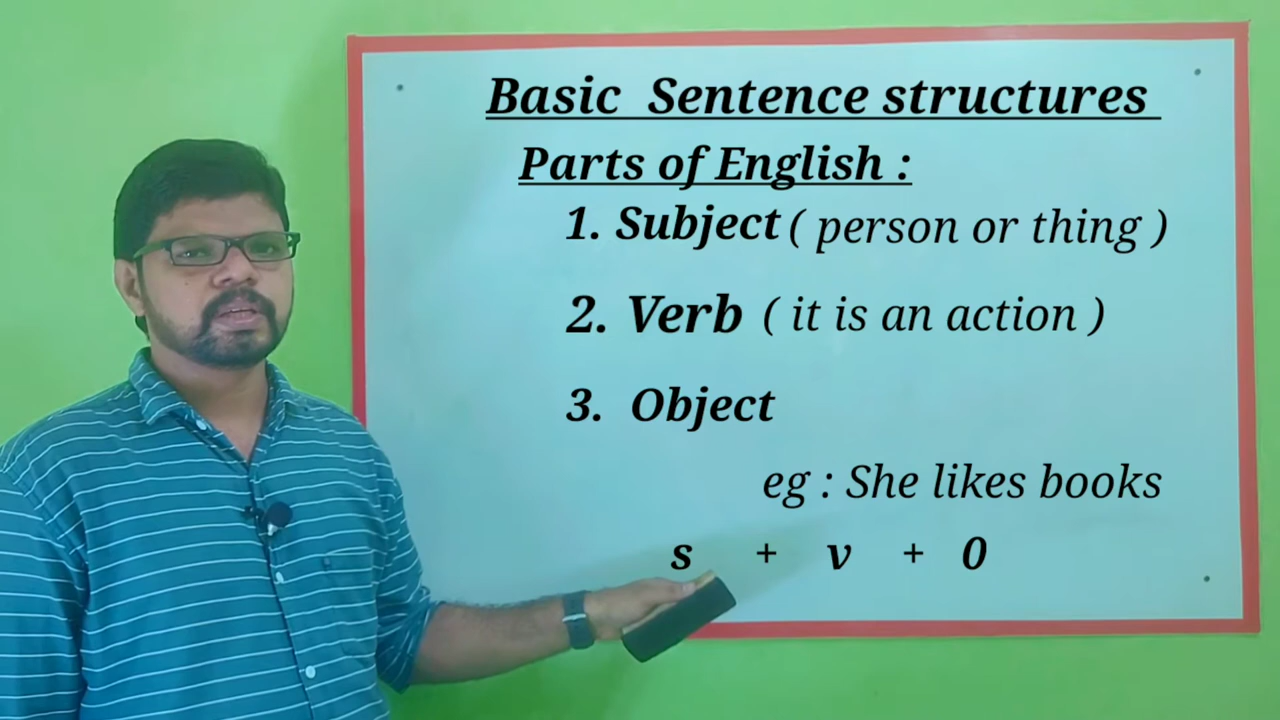 Basic Sentence structures
Parts of English :
1. Subject ( person or thing )
2. Verb ( it is an action )
3. Object
eg : She likes books
s + v + 0